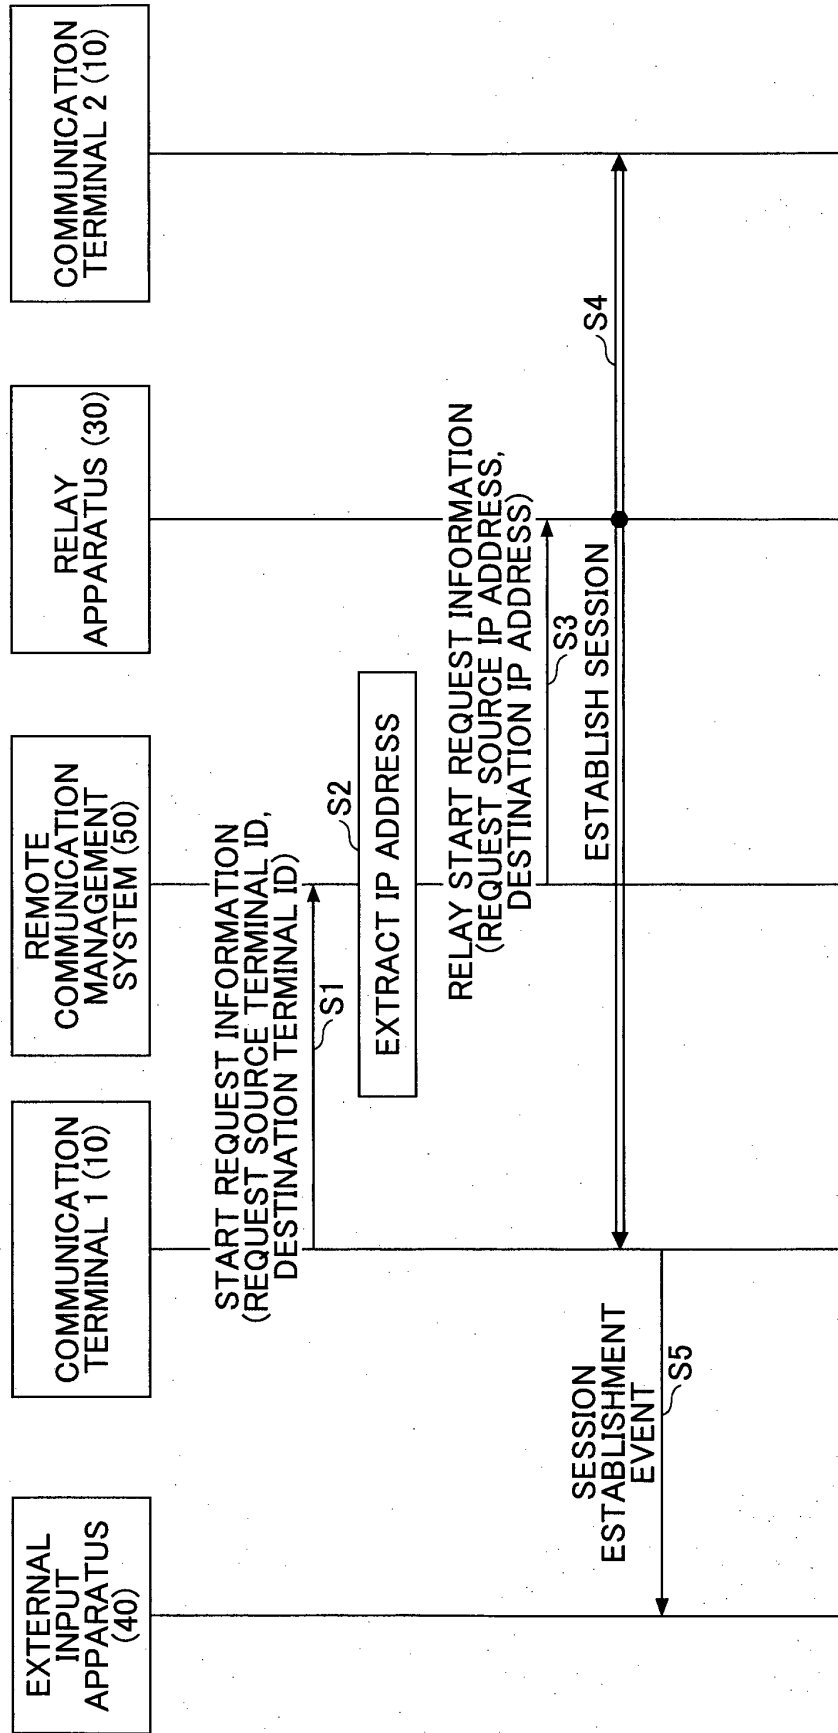 EXTERNAL
INPUT
APPARATUS
(40)
COMMUNICATION
TERMINAL 1 (10)
REMOTE
COMMUNICATION
MANAGEMENT
SYSTEM (50)
RELAY
APPARATUS (30)
COMMUNICATION
TERMINAL 2 (10)
START REQUEST INFORMATION
(REQUEST SOURCE TERMINAL ID,
DESTINATION TERMINAL ID)
S1
S2
EXTRACT IP ADDRESS
RELAY START REQUEST INFORMATION
(REQUEST SOURCE IP ADDRESS,
DESTINATION IP ADDRESS)
S3
ESTABLISH SESSION
S4
SESSION
ESTABLISHMENT
EVENT
S5